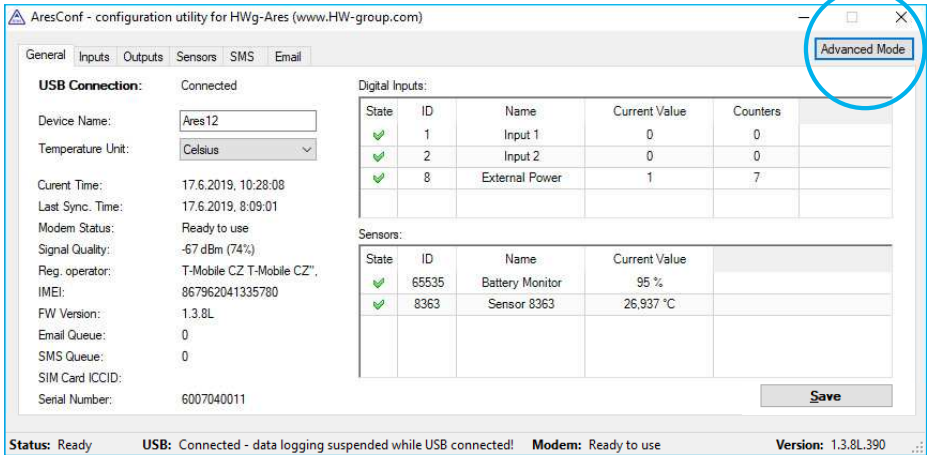 AresConf - configuration utility for HWg-Ares (www.HW-group.com)
Advanced Mode
General Inputs Outputs Sensors SMS Email
USB Connection: Connected
Device Name: Ares12
Temperature Unit: Celsius
Curent Time: 17.6.2019, 10:28:08
Last Sync. Time: 17.6.2019, 8:09:01
Modem Status: Ready to use
Signal Quality: -67 dBm (74%)
Reg. operator: T-Mobile CZ T-Mobile CZ",
IMEI: 867962041335780
FW Version: 1.3.8L
Email Queue: 0
SMS Queue: 0
SIM Card ICCID:
Serial Number: 6007040011
Digital Inputs:
State ID Name Current Value Counters
1 Input 1 0 0
2 Input 2 0 0
8 External Power 1 7
Sensors:
State ID Name Current Value
65535 Battery Monitor 95 %
8363 Sensor 8363 26,937 °C
Save
Status: Ready USB: Connected - data logging suspended while USB connected! Modem: Ready to use Version: 1.3.8L.390